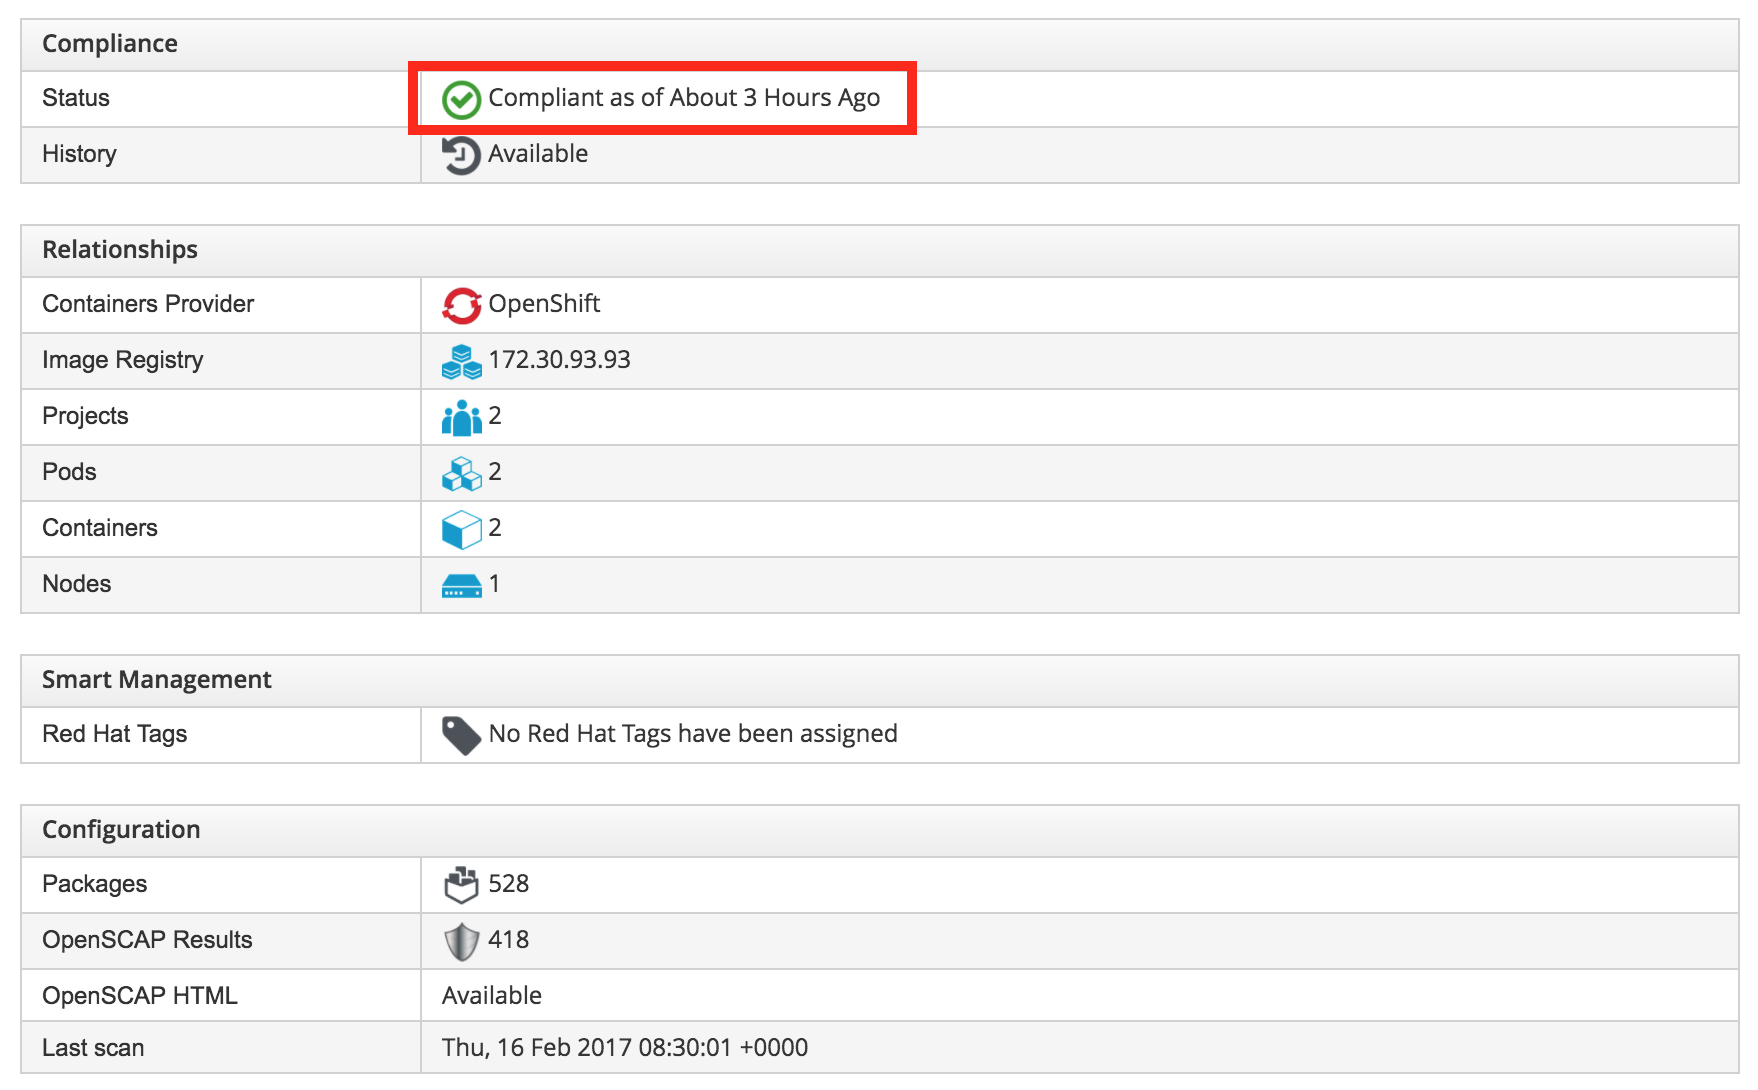 Compliance
Status Compliant as of About 3 Hours Ago
History Available
Relationships
Containers Provider OpenShift
Image Registry 172.30.93.93
Projects 2
Pods 2
Containers 2
Nodes 1
Smart Management
Red Hat Tags No Red Hat Tags have been assigned
Configuration
Packages 528
OpenSCAP Results 418
OpenSCAP HTML Available
Last scan Thu, 16 Feb 2017 08:30:01 +0000